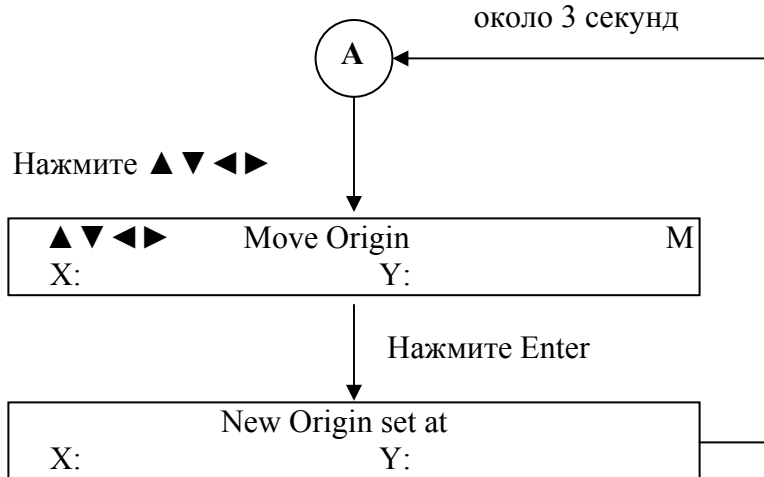 около 3 секунд
A
Нажмите ▲ ▼ ◄ ►
▲ ▼ ◄ ► Move Origin M
X: Y:
Нажмите Enter
New Origin set at
X: Y: